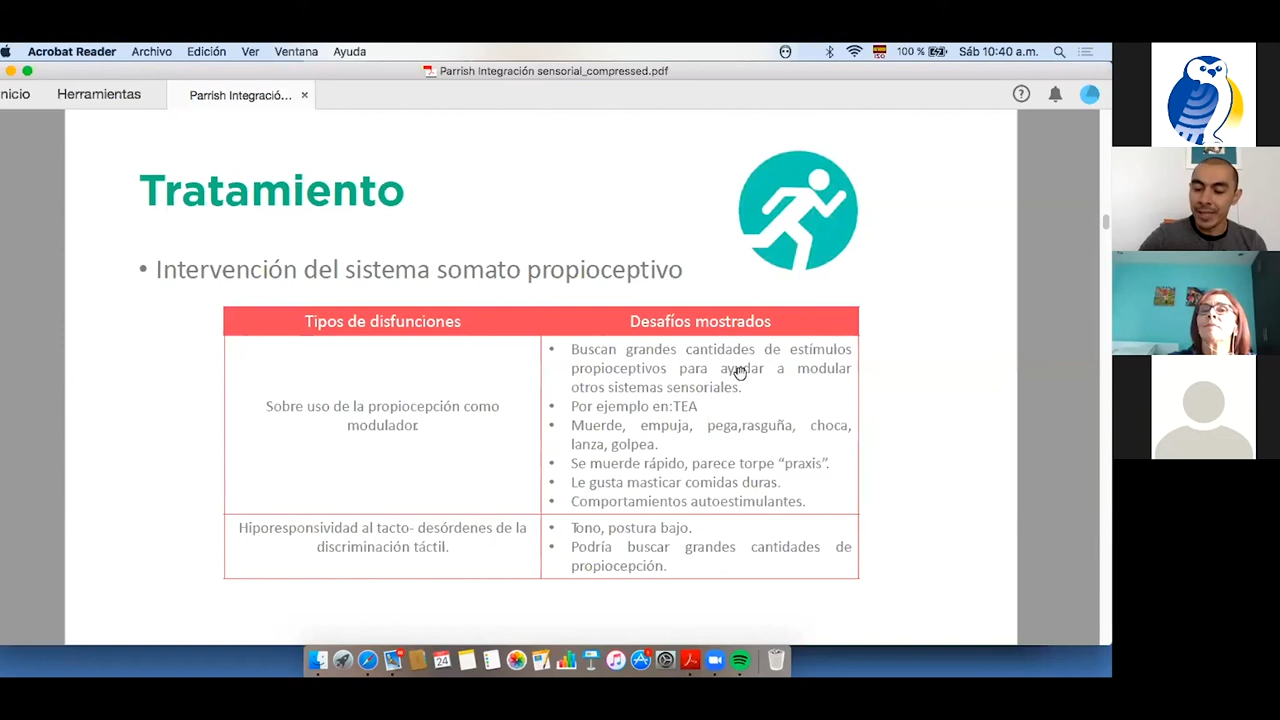 Acrobat Reader Archivo Edición Ver Ventana Ayuda 100 % Sáb 10:40 a.m.
Parrish Integración sensorial_compressed.pdf
nicio Herramientas Parrish Integració... ×
Tratamiento
• Intervención del sistema somato propioceptivo
Tipos de disfunciones
Desafíos mostrados
Sobre uso de la propiocepción como
modulador.
• Buscan grandes cantidades de estímulos
propioceptivos para ayudar a modular
otros sistemas sensoriales.
• Por ejemplo en:TEA
• Muerde, empuja, pega,rasguña, choca,
lanza, golpea.
• Se muerde rápido, parece torpe “praxis”.
• Le gusta masticar comidas duras.
• Comportamientos autoestimulantes.
Hiporesponsividad al tacto- desórdenes de la
discriminación táctil.
• Tono, postura bajo.
• Podría buscar grandes cantidades de
propiocepción.
24